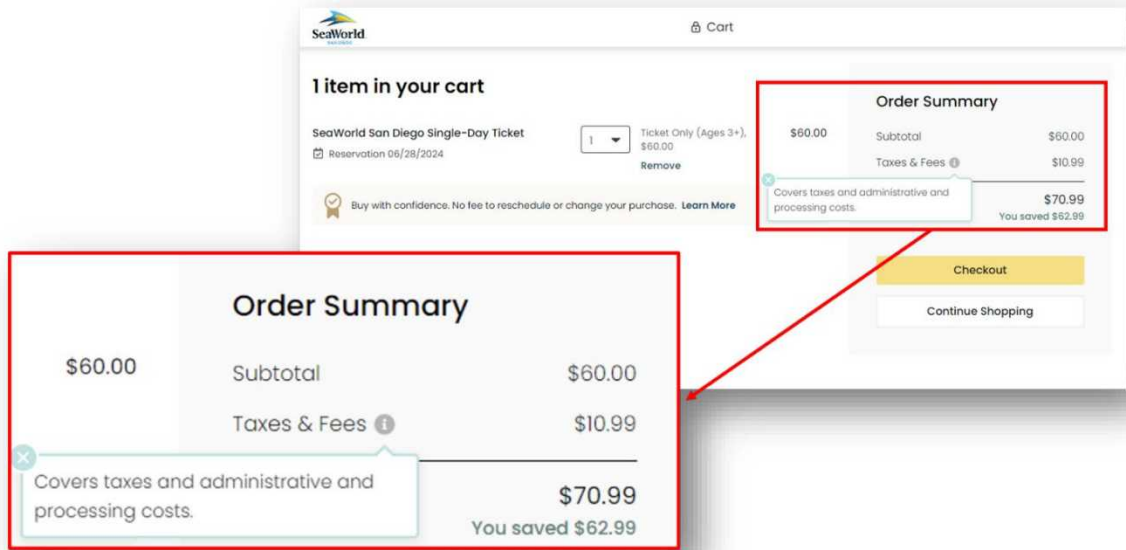 SeaWorld
Cart
1 item in your cart
SeaWorld San Diego Single-Day Ticket
Reservation 06/28/2024
1
Ticket Only (Ages 3+),
$60.00
Remove
$60.00
Buy with confidence. No fee to reschedule or change your purchase. Learn More
Order Summary
Subtotal $60.00
Taxes & Fees $10.99
Covers taxes and administrative and
processing costs.
$70.99
You saved $62.99
Checkout
Continue Shopping
Order Summary
$60.00
Subtotal $60.00
Taxes & Fees $10.99
Covers taxes and administrative and
processing costs.
$70.99
You saved $62.99